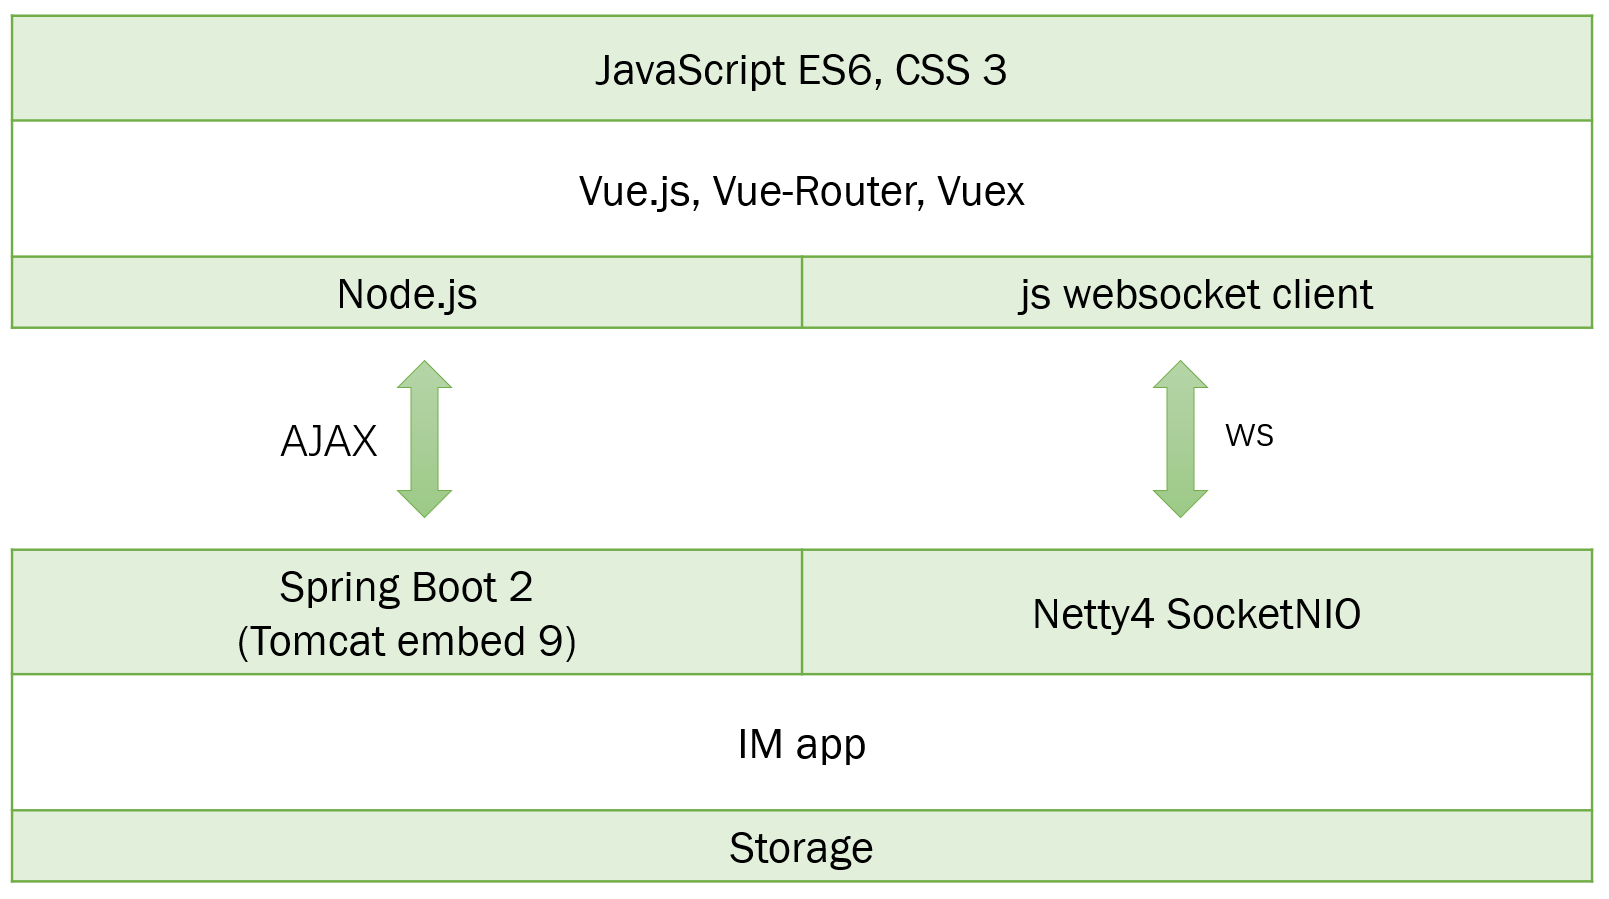 JavaScript ES6, CSS 3
Vue.js, Vue-Router, Vuex
Node.js
js websocket client
AJAX
ws
Spring Boot 2
(Tomcat embed 9)
Netty4 SocketNIO
IM app
Storage